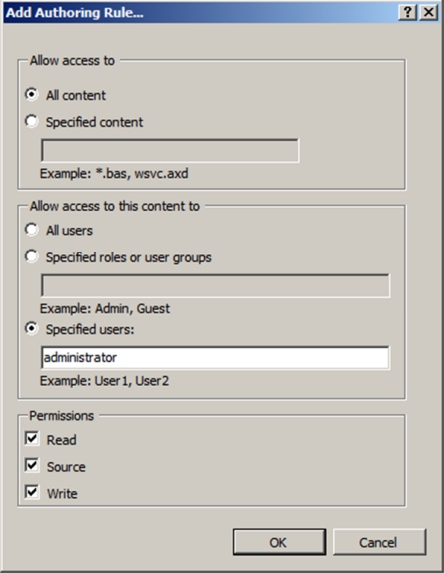 Add Authoring Rule...
Allow access to
All content
Specified content
Example: *.bas, wsvc.axd
Allow access to this content to
All users
Specified roles or user groups
Example: Admin, Guest
Specified users:
administrator
Example: User1, User2
Permissions
Read
Source
Write
OK Cancel